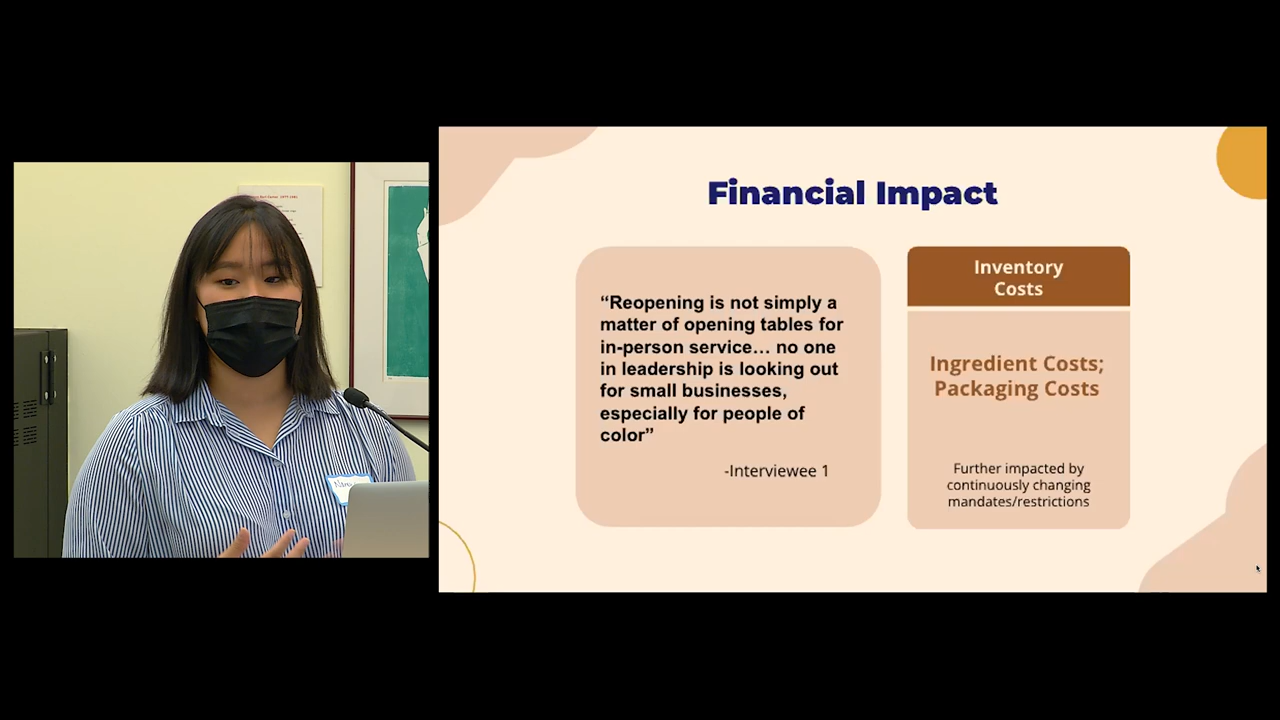 Financial Impact
“Reopening is not simply a
matter of opening tables for
in-person service… no one
in leadership is looking out
for small businesses,
especially for people of
color”
-Interviewee 1
Inventory
Costs
Ingredient Costs;
Packaging Costs
Further impacted by
continuously changing
mandates/restrictions